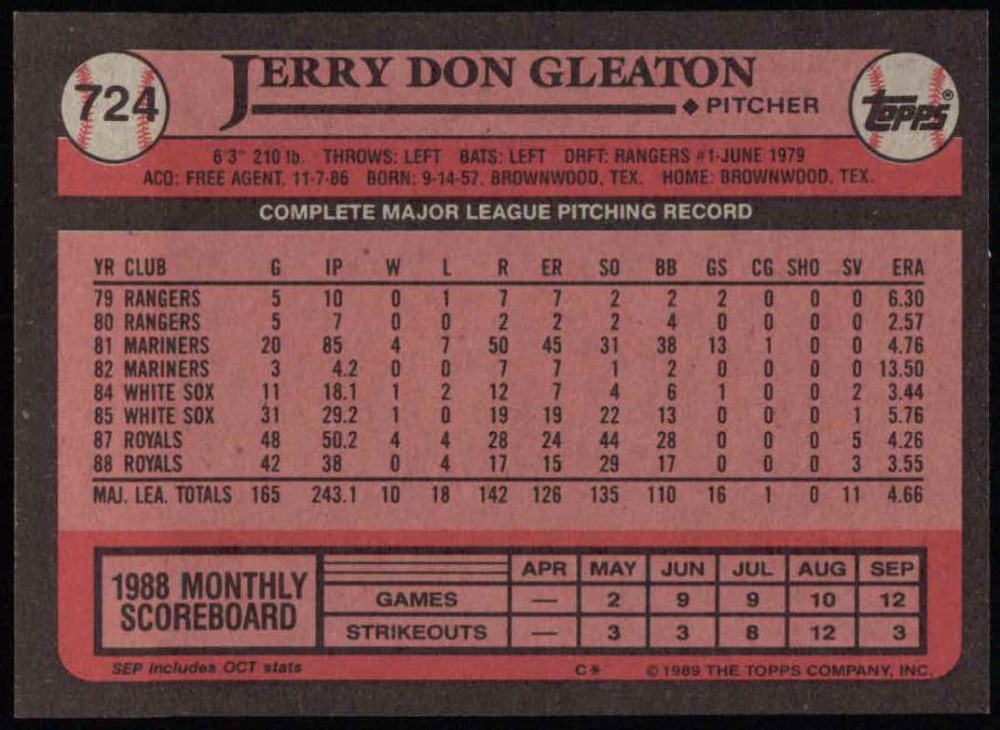 724
JERRY DON GLEATON
◆ PITCHER
topps®
6'3" 210 lb. THROWS: LEFT BATS: LEFT DRFT: RANGERS #1-JUNE 1979
ACQ: FREE AGENT, 11-7-86 BORN: 9-14-57, BROWNWOOD, TEX. HOME: BROWNWOOD, TEX.
COMPLETE MAJOR LEAGUE PITCHING RECORD
YR CLUB G IP W L R ER SO BB GS CG SHO SV ERA
79 RANGERS 5 10 0 1 7 7 2 2 2 0 0 0 6.30
80 RANGERS 5 7 0 0 2 2 2 4 0 0 0 0 2.57
81 MARINERS 20 85 4 7 50 45 31 38 13 1 0 0 4.76
82 MARINERS 3 4.2 0 0 7 7 1 2 0 0 0 0 13.50
84 WHITE SOX 11 18.1 1 2 12 7 4 6 1 0 0 2 3.44
85 WHITE SOX 31 29.2 1 0 19 19 22 13 0 0 0 1 5.76
87 ROYALS 48 50.2 4 4 28 24 44 28 0 0 0 5 4.26
88 ROYALS 42 38 0 4 17 15 29 17 0 0 0 3 3.55
MAJ. LEA. TOTALS 165 243.1 10 18 142 126 135 110 16 1 0 11 4.66
1988 MONTHLY
SCOREBOARD
APR MAY JUN JUL AUG SEP
GAMES — 2 9 9 10 12
STRIKEOUTS — 3 3 8 12 3
SEP includes OCT stats
C* © 1989 THE TOPPS COMPANY, INC.